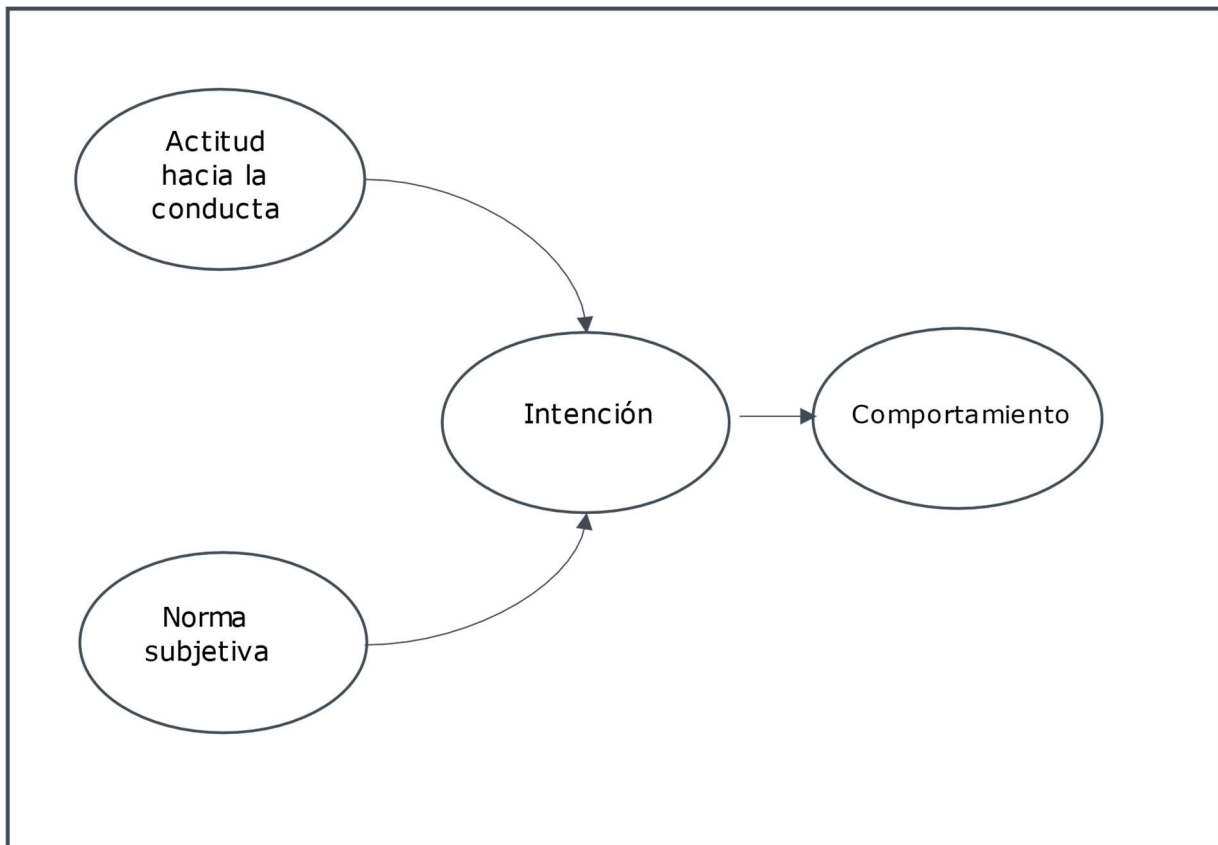 Actitud
hacia la
conducta
Intención
Comportamiento
Norma
subjetiva